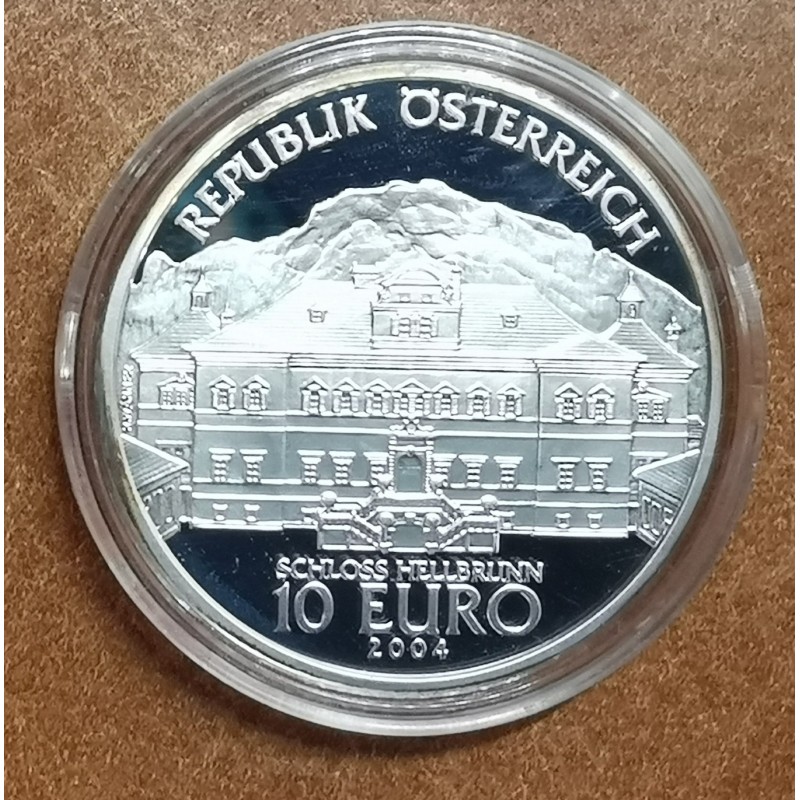 REPUBLIK ÖSTERREICH
SCHLOSS HELLBRUNN
10 EURO
2004